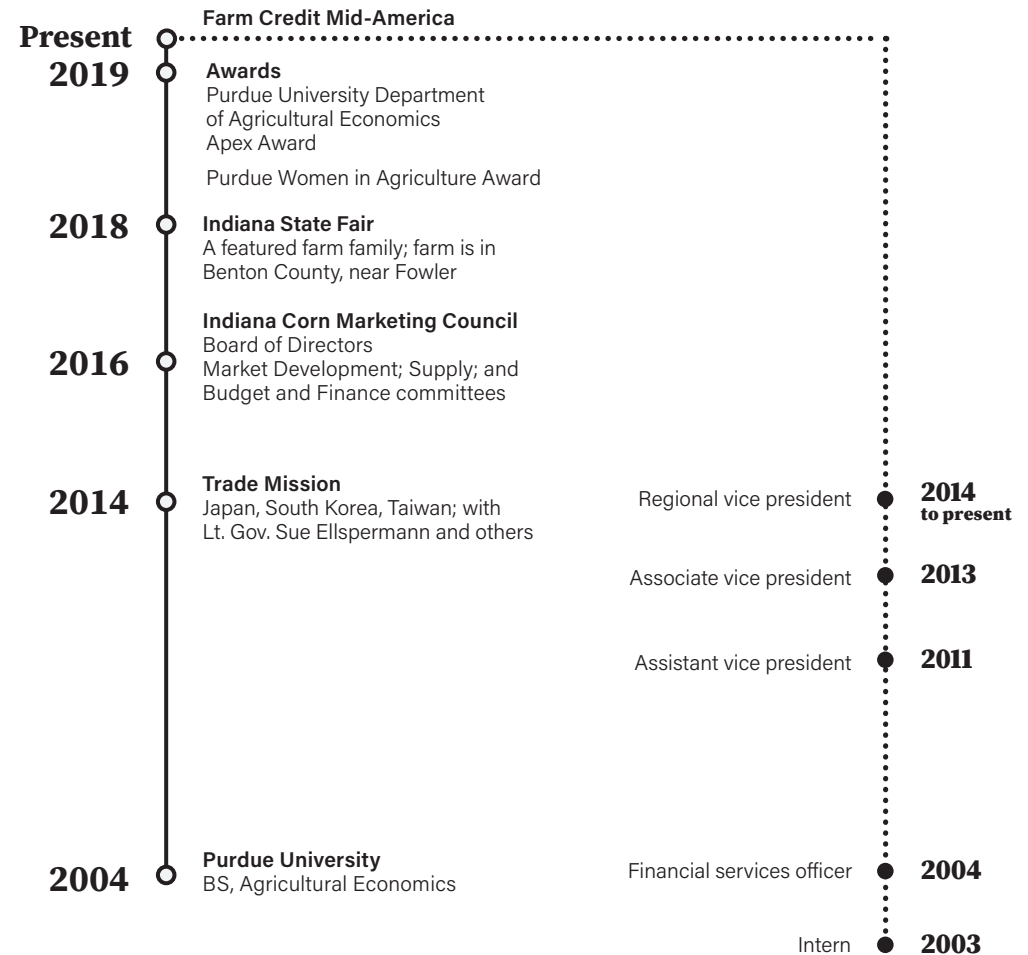 Present
Farm Credit Mid-America
2019
Awards
Purdue University Department
of Agricultural Economics
Apex Award
Purdue Women in Agriculture Award
2018
Indiana State Fair
A featured farm family; farm is in
Benton County, near Fowler
2016
Indiana Corn Marketing Council
Board of Directors
Market Development; Supply; and
Budget and Finance committees
2014
Trade Mission
Japan, South Korea, Taiwan; with
Lt. Gov. Sue Ellspermann and others
2004
Purdue University
BS, Agricultural Economics
Regional vice president
2014
to present
Associate vice president
2013
Assistant vice president
2011
Financial services officer
2004
Intern
2003